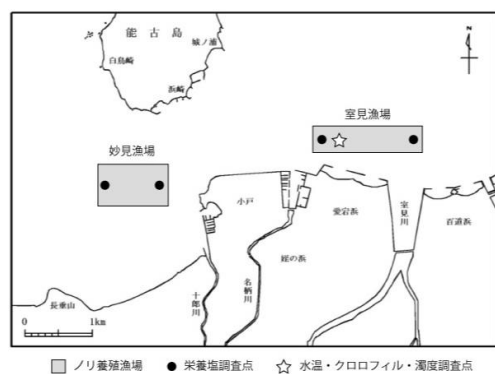 能古島
城ノ浦
白鳥崎
浜崎
N
室見漁場
妙見漁場
小戸
愛宕浜
室見川
百道浜
姪の浜
名柄川
十郎川
長垂山
0 1km
ノリ養殖漁場 栄養塩調査点 水温・クロロフィル・濁度調査点